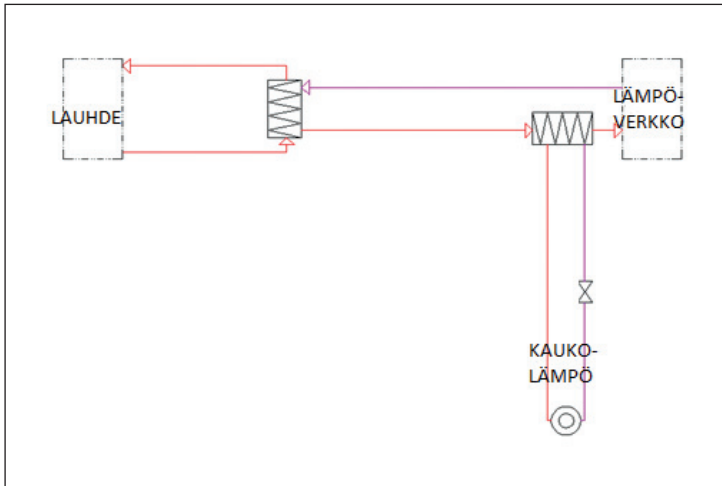 LAUHDE
LÄMPÖ-
VERKKO
KAUKO-
LÄMPÖ